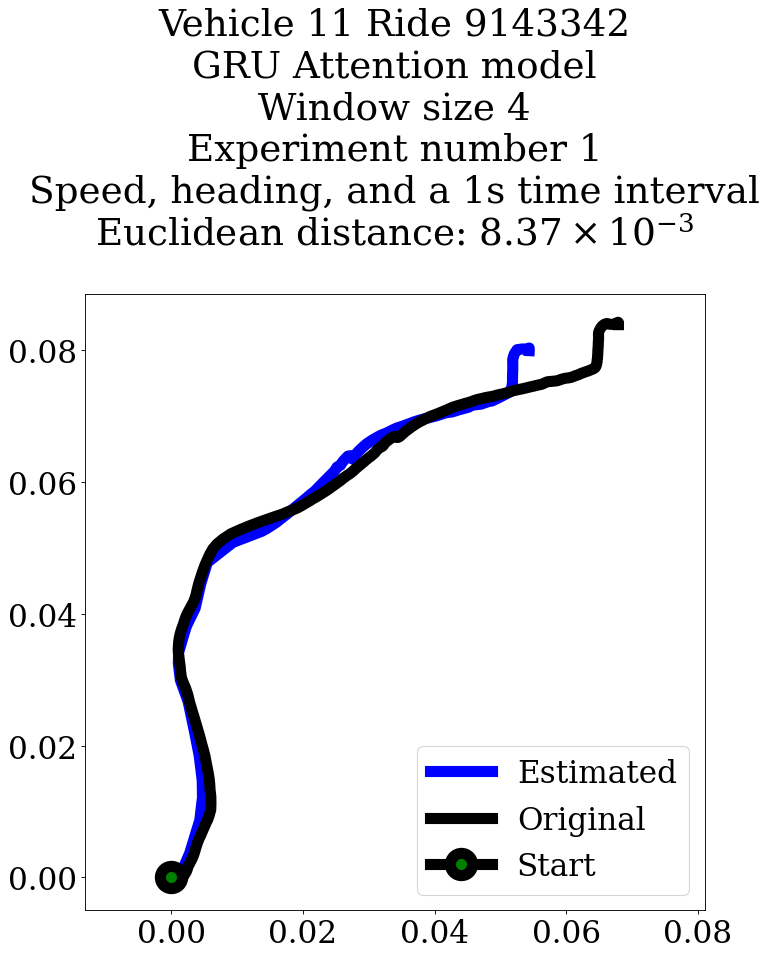 Vehicle 11 Ride 9143342
GRU Attention model
Window size 4
Experiment number 1
Speed, heading, and a 1s time interval
Euclidean distance: 8.37 × 10⁻³
0.08
0.06
0.04
0.02
0.00
Estimated
Original
Start
0.00 0.02 0.04 0.06 0.08